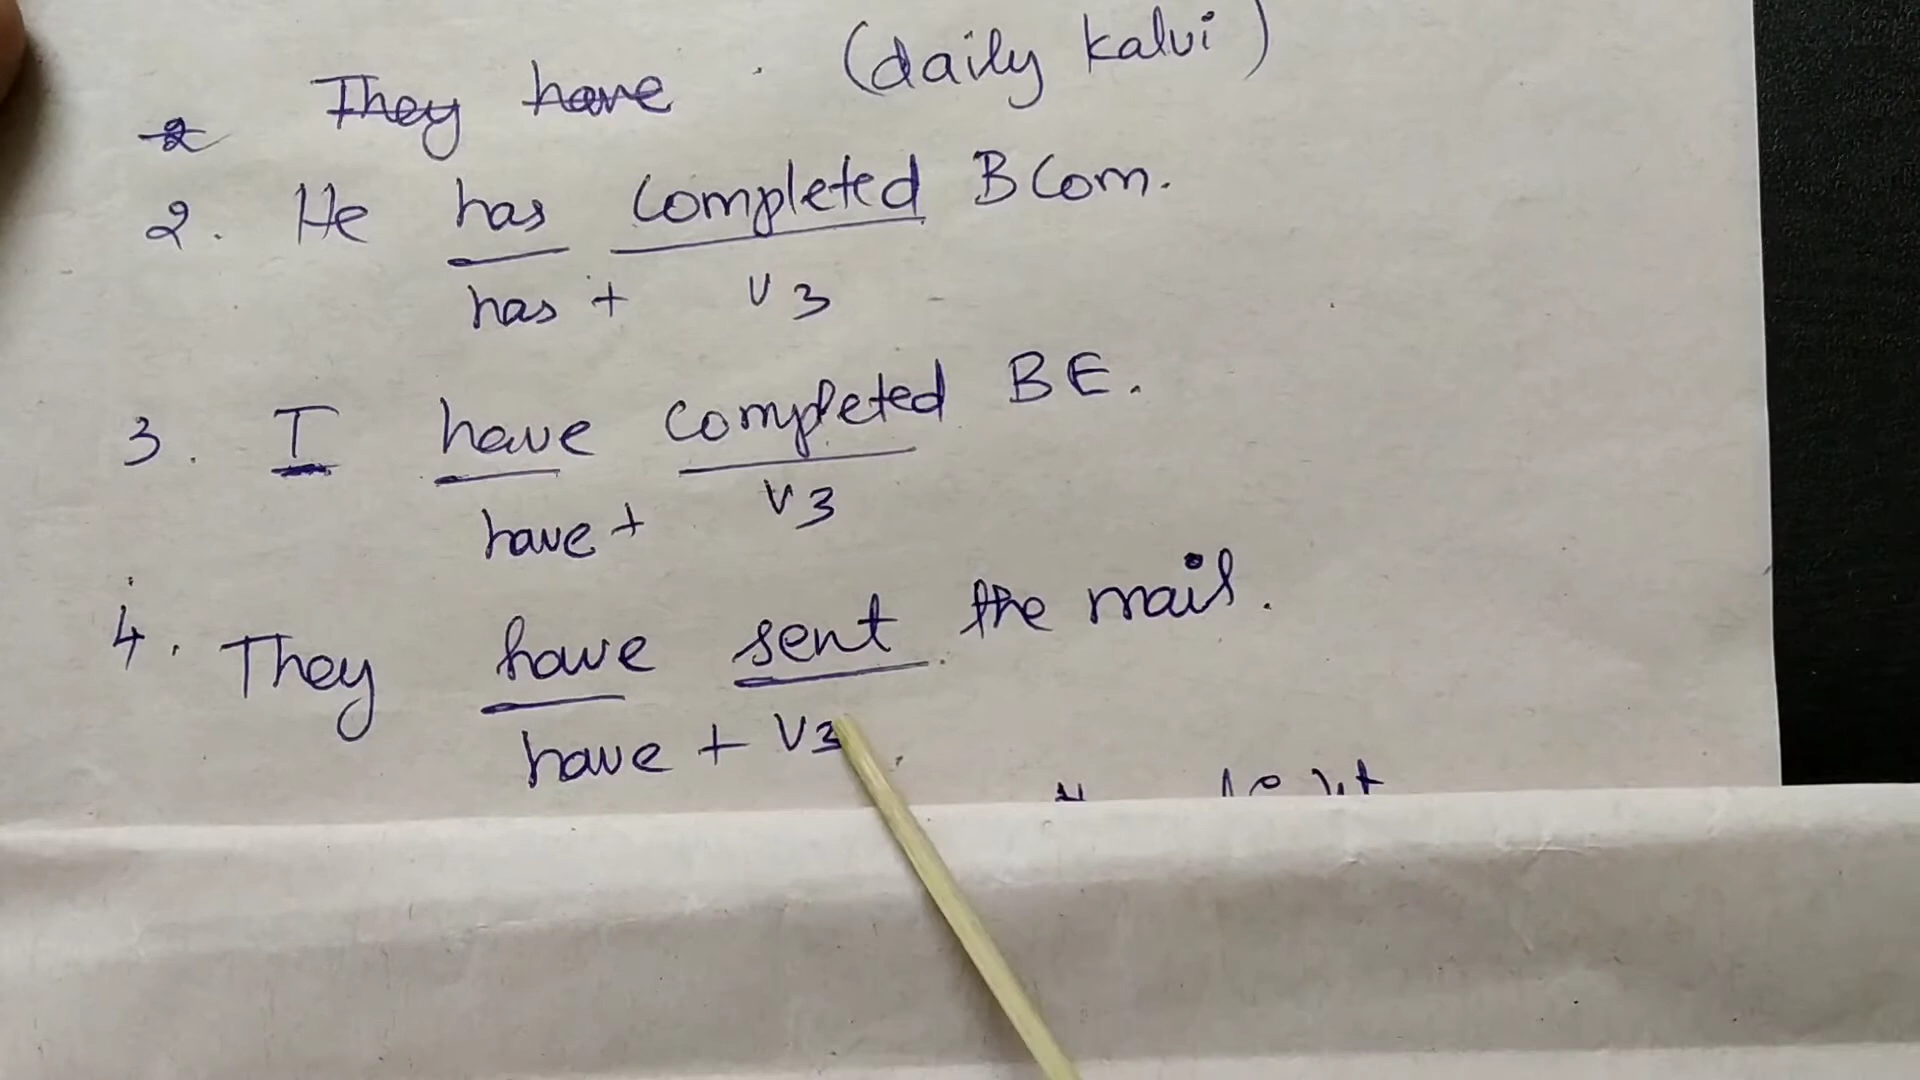 They have . (daily kalvi)
2
2. He has completed BCom.
has + V3
3. I have completed BE.
have + V3
4. They have sent the mail.
have + V3